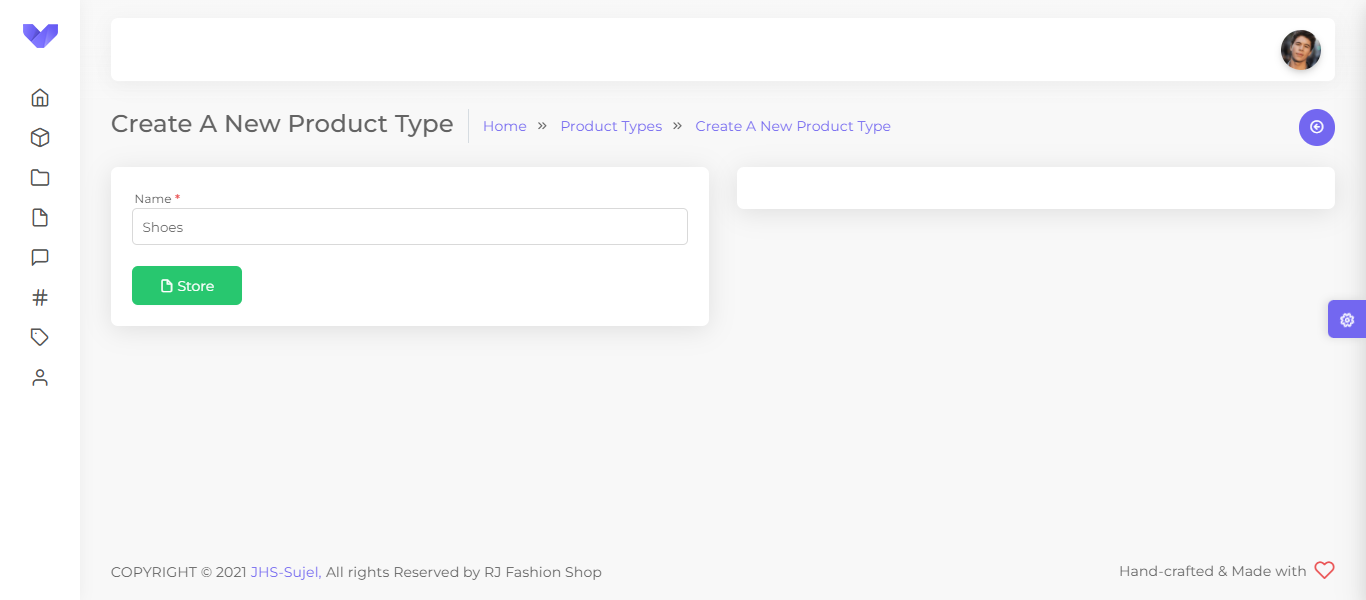 Create A New Product Type
Home » Product Types » Create A New Product Type
Name *
Shoes
Store
COPYRIGHT © 2021 JHS-Sujel, All rights Reserved by RJ Fashion Shop
Hand-crafted & Made with